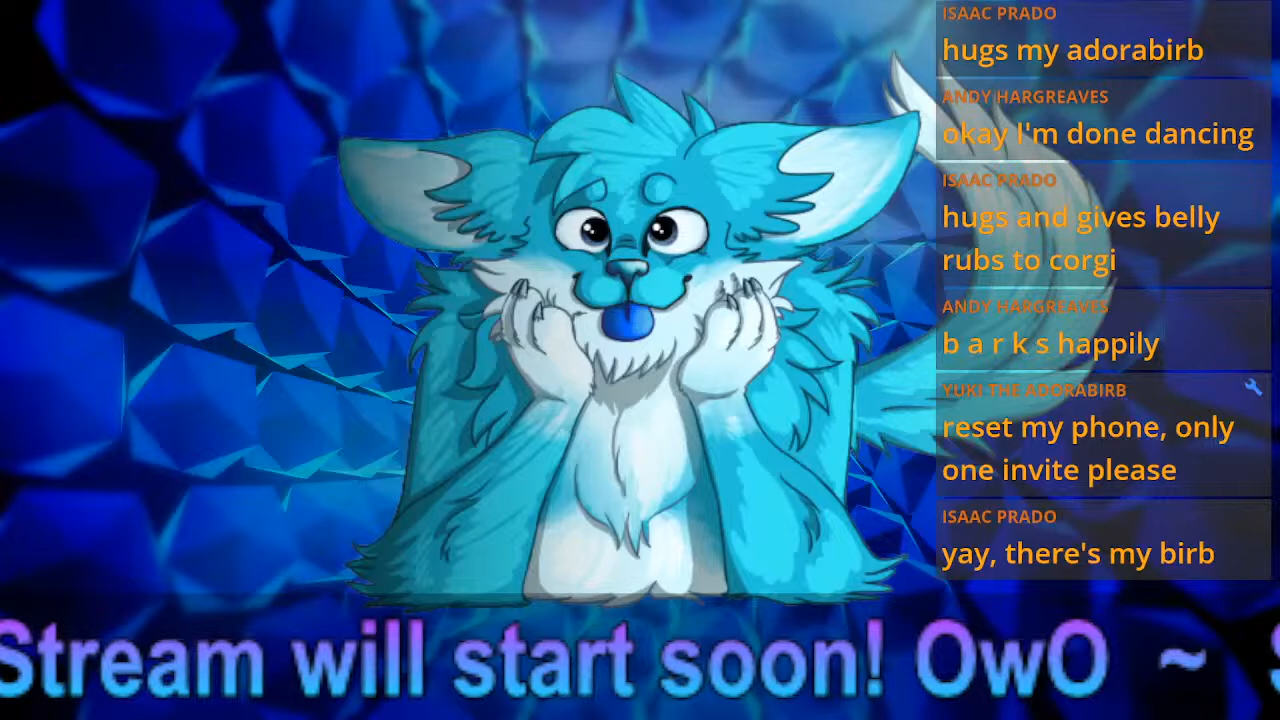 ISAAC PRADO
hugs my adorabirb
ANDY HARGREAVES
okay I'm done dancing
ISAAC PRADO
hugs and gives belly
rubs to corgi
ANDY HARGREAVES
b a r k s happily
YUKI THE ADORABIRB
reset my phone, only
one invite please
ISAAC PRADO
yay, there's my birb
Stream will start soon! OwO ~